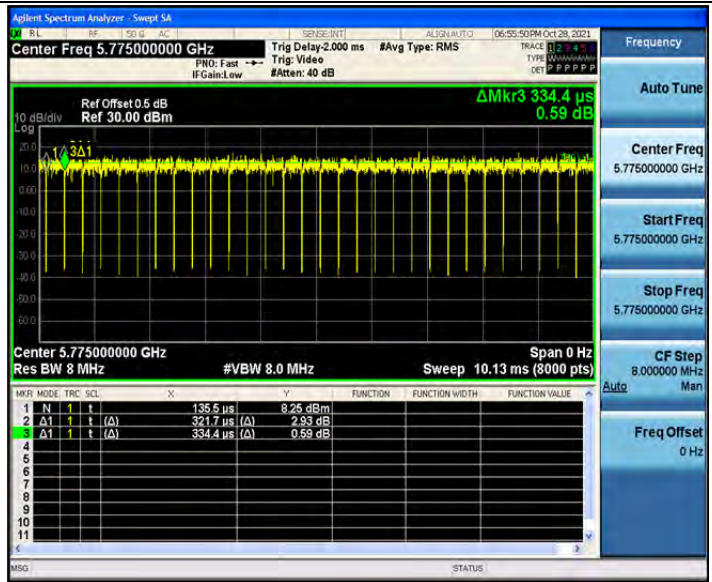 Agilent Spectrum Analyzer - Swept SA
RL RF 50 Ω AC SENSE:INT ALIGN AUTO 06:55:50 PM Oct 28, 2021
Center Freq 5.775000000 GHz
PNO: Fast
IFGain:Low
Trig Delay-2.000 ms
Trig: Video
#Atten: 40 dB
#Avg Type: RMS
TRACE 1 2 3 4 5 6
TYPE WWWWWW
DET P P P P P P
Ref Offset 0.5 dB
Ref 30.00 dBm
10 dB/div
Log
ΔMkr3 334.4 µs
0.59 dB
20.0
10.0
0.00
-10.0
-20.0
-30.0
-40.0
-50.0
-60.0
1 3Δ1
Center 5.775000000 GHz
Span 0 Hz
Res BW 8 MHz
#VBW 8.0 MHz
Sweep 10.13 ms (8000 pts)
MKR MODE TRC SCL X Y FUNCTION FUNCTION WIDTH FUNCTION VALUE
1 N 1 t 135.5 µs 8.25 dBm
2 Δ1 1 t (Δ) 321.7 µs (Δ) 2.93 dB
3 Δ1 1 t (Δ) 334.4 µs (Δ) 0.59 dB
4
5
6
7
8
9
10
11
MSG
STATUS
Frequency
Auto Tune
Center Freq
5.775000000 GHz
Start Freq
5.775000000 GHz
Stop Freq
5.775000000 GHz
CF Step
8.000000 MHz
Auto Man
Freq Offset
0 Hz